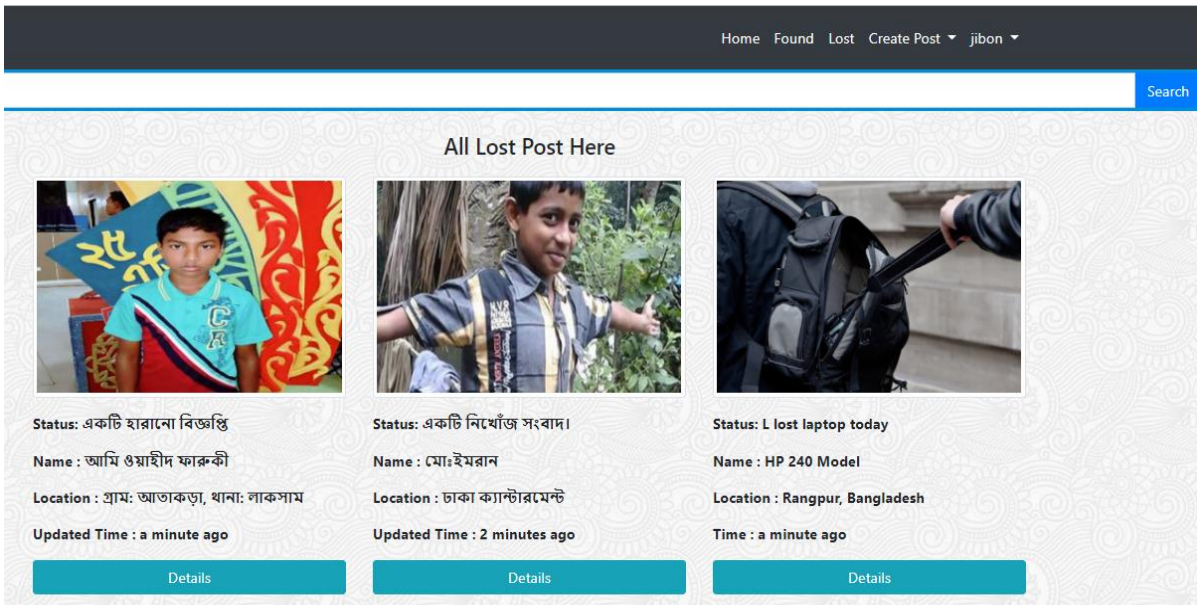 Home Found Lost Create Post jibon
Search
All Lost Post Here
২৫
C
A
Status: একটি হারানো বিজ্ঞপ্তি
Name : আমি ওয়াহীদ ফারুকী
Location : গ্রাম: আতাকড়া, থানা: লাকসাম
Updated Time : a minute ago
Details
Status: একটি নিখোঁজ সংবাদ।
Name : মোঃইমরান
Location : ঢাকা ক্যান্টারমেন্ট
Updated Time : 2 minutes ago
Details
Status: L lost laptop today
Name : HP 240 Model
Location : Rangpur, Bangladesh
Time : a minute ago
Details